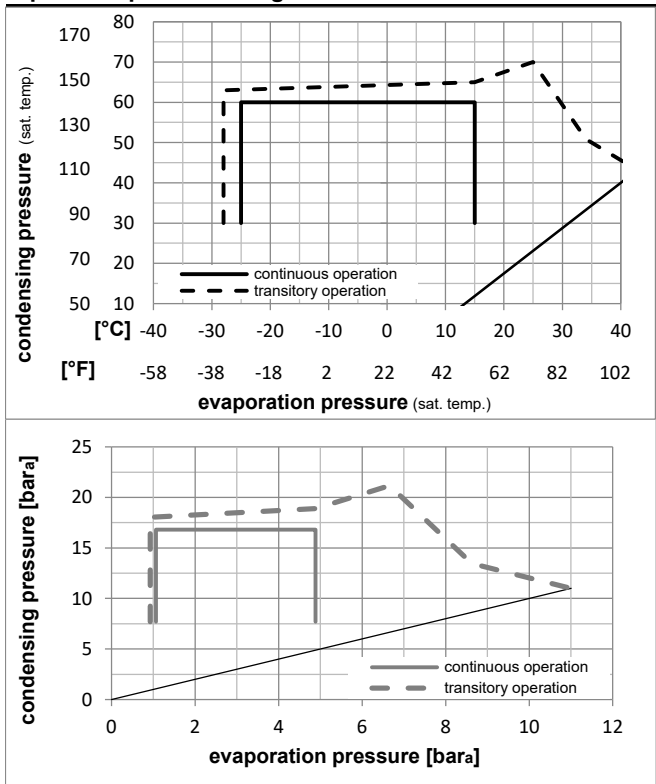 170 80
70
150
60
130
50
110
40
90
30
70 20
50 10
condensing pressure (sat. temp.)
continuous operation
transitory operation
[°C] -40 -30 -20 -10 0 10 20 30 40
[°F] -58 -38 -18 2 22 42 62 82 102
evaporation pressure (sat. temp.)
25
20
15
10
5
0
condensing pressure [bara]
continuous operation
transitory operation
0 2 4 6 8 10 12
evaporation pressure [bara]